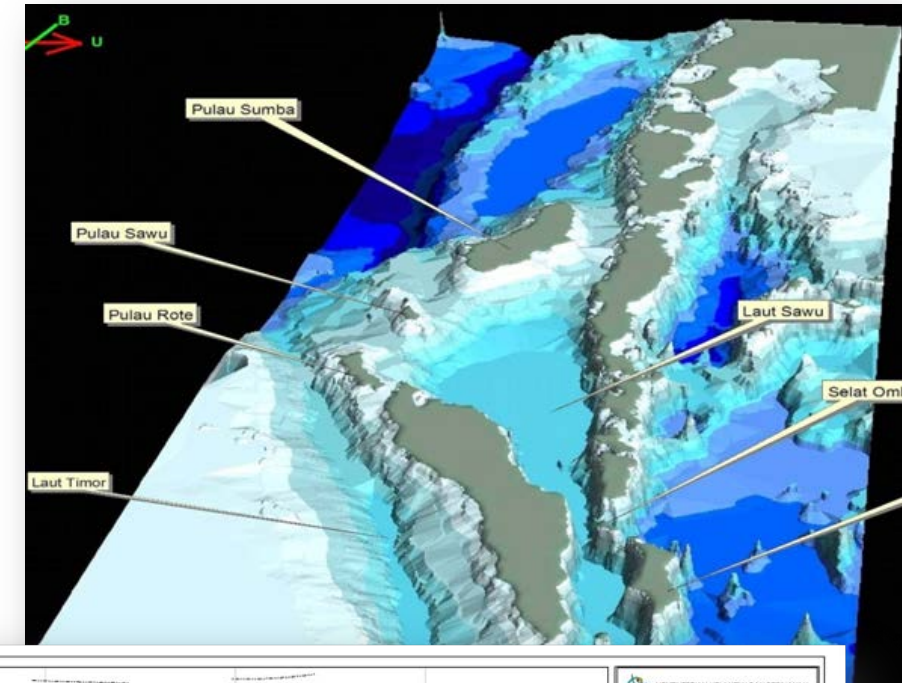 B
U
Pulau Sumba
Pulau Sawu
Pulau Rote
Laut Sawu
Selat Omb
Laut Timor